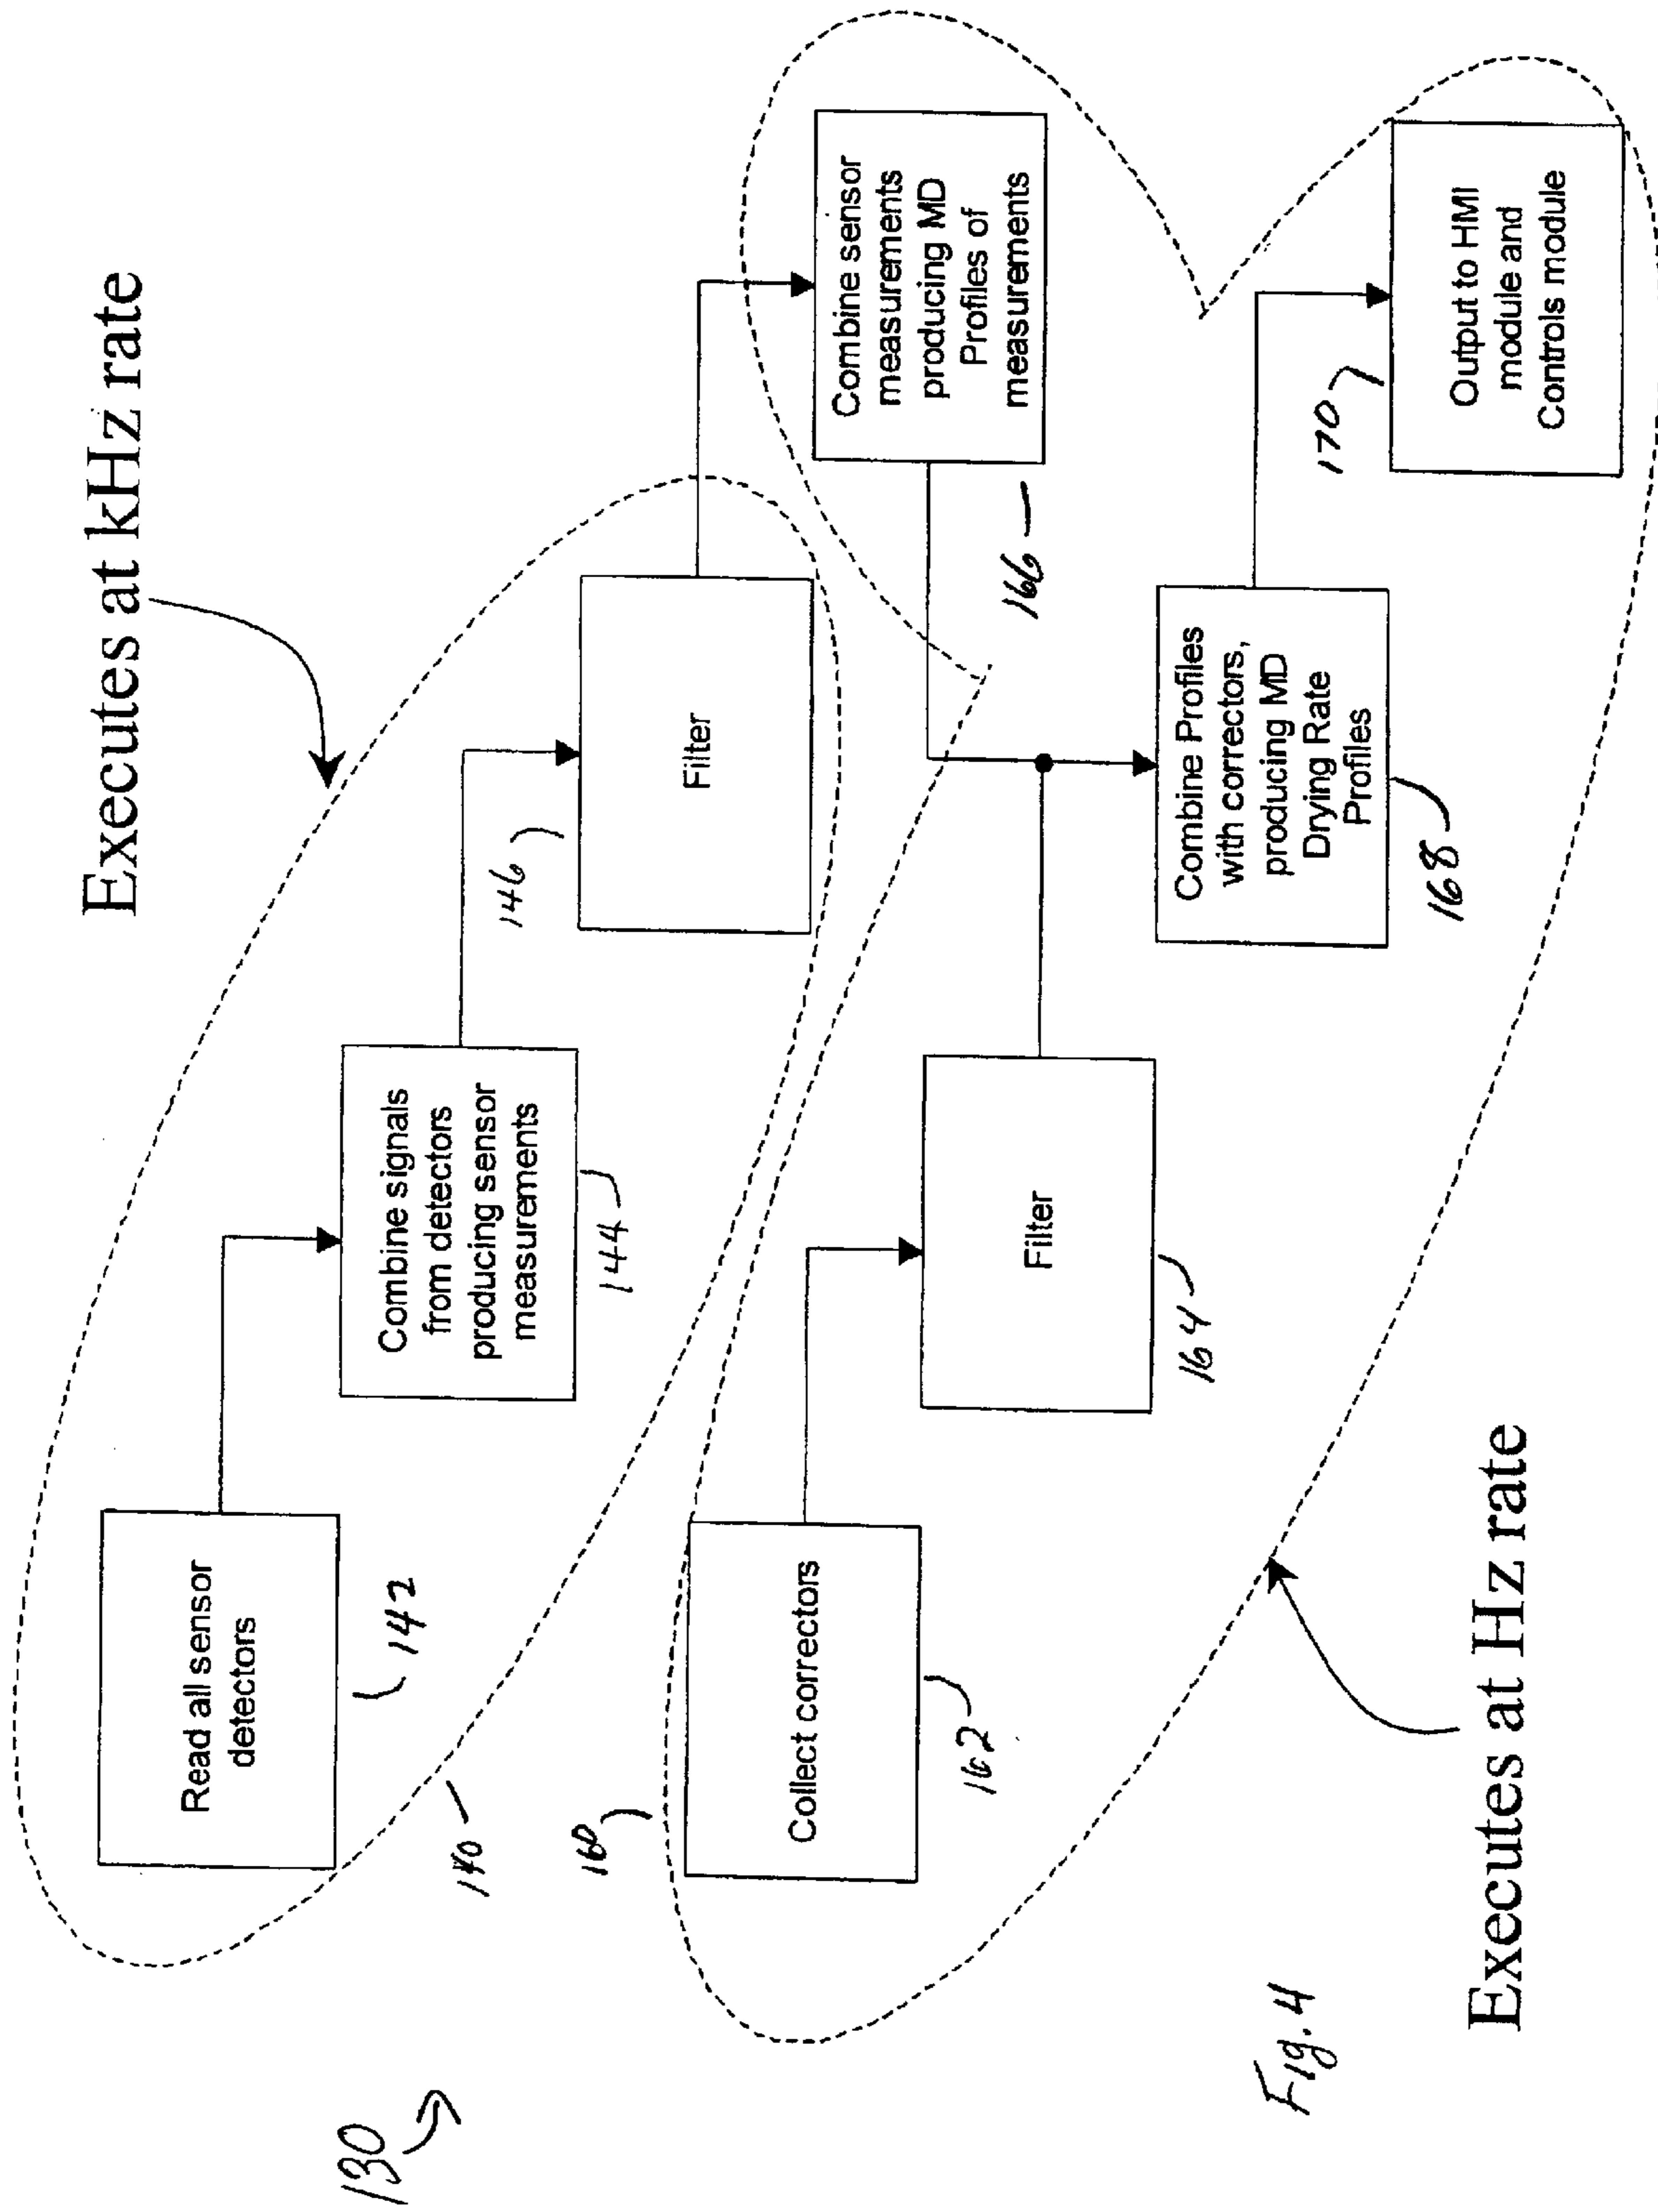 Executes at kHz rate
Read all sensor
detectors
142
Combine signals
from detectors
producing sensor
measurements
144
146
Filter
140
160
Collect correctors
162
Filter
164
Combine sensor
measurements
producing MD
Profiles of
measurements
166
Combine Profiles
with correctors,
producing MD
Drying Rate
Profiles
168
170
Output to HMI
module and
Controls module
130
Fig. 4
Executes at Hz rate